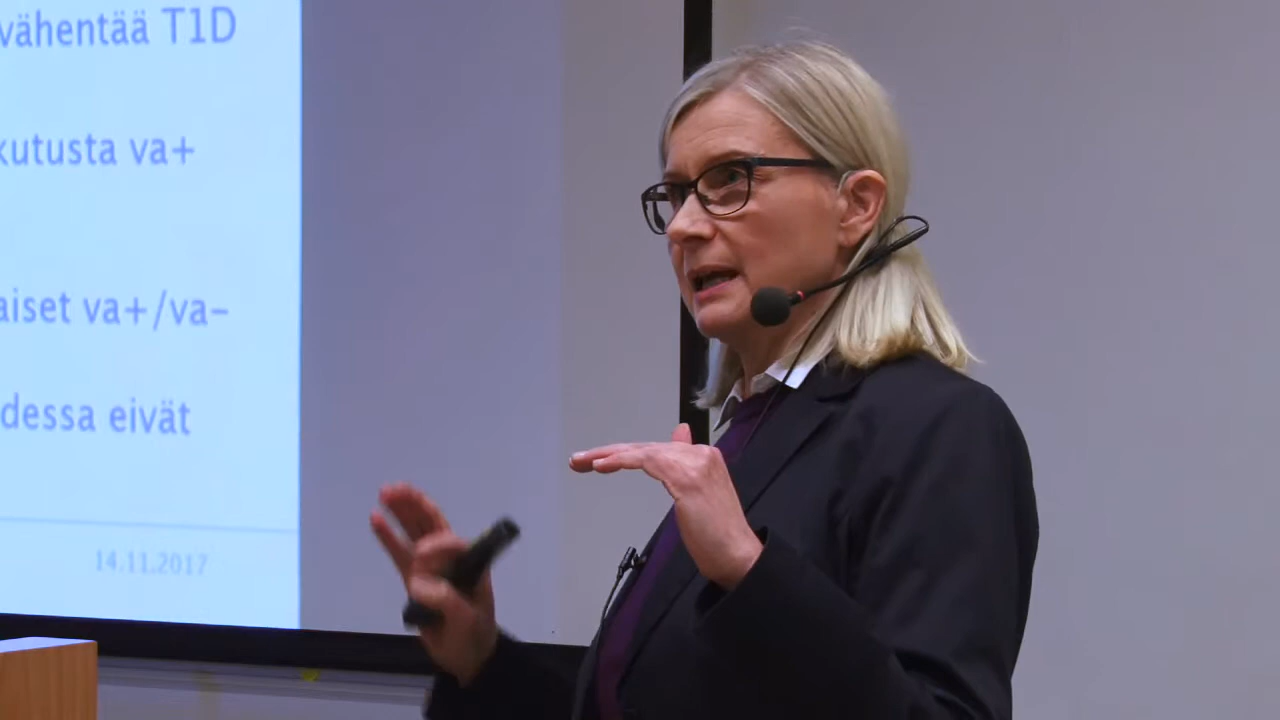 vähentää T1D
kutusta va+
aiset va+/va-
dessa eivät
14.11.2017